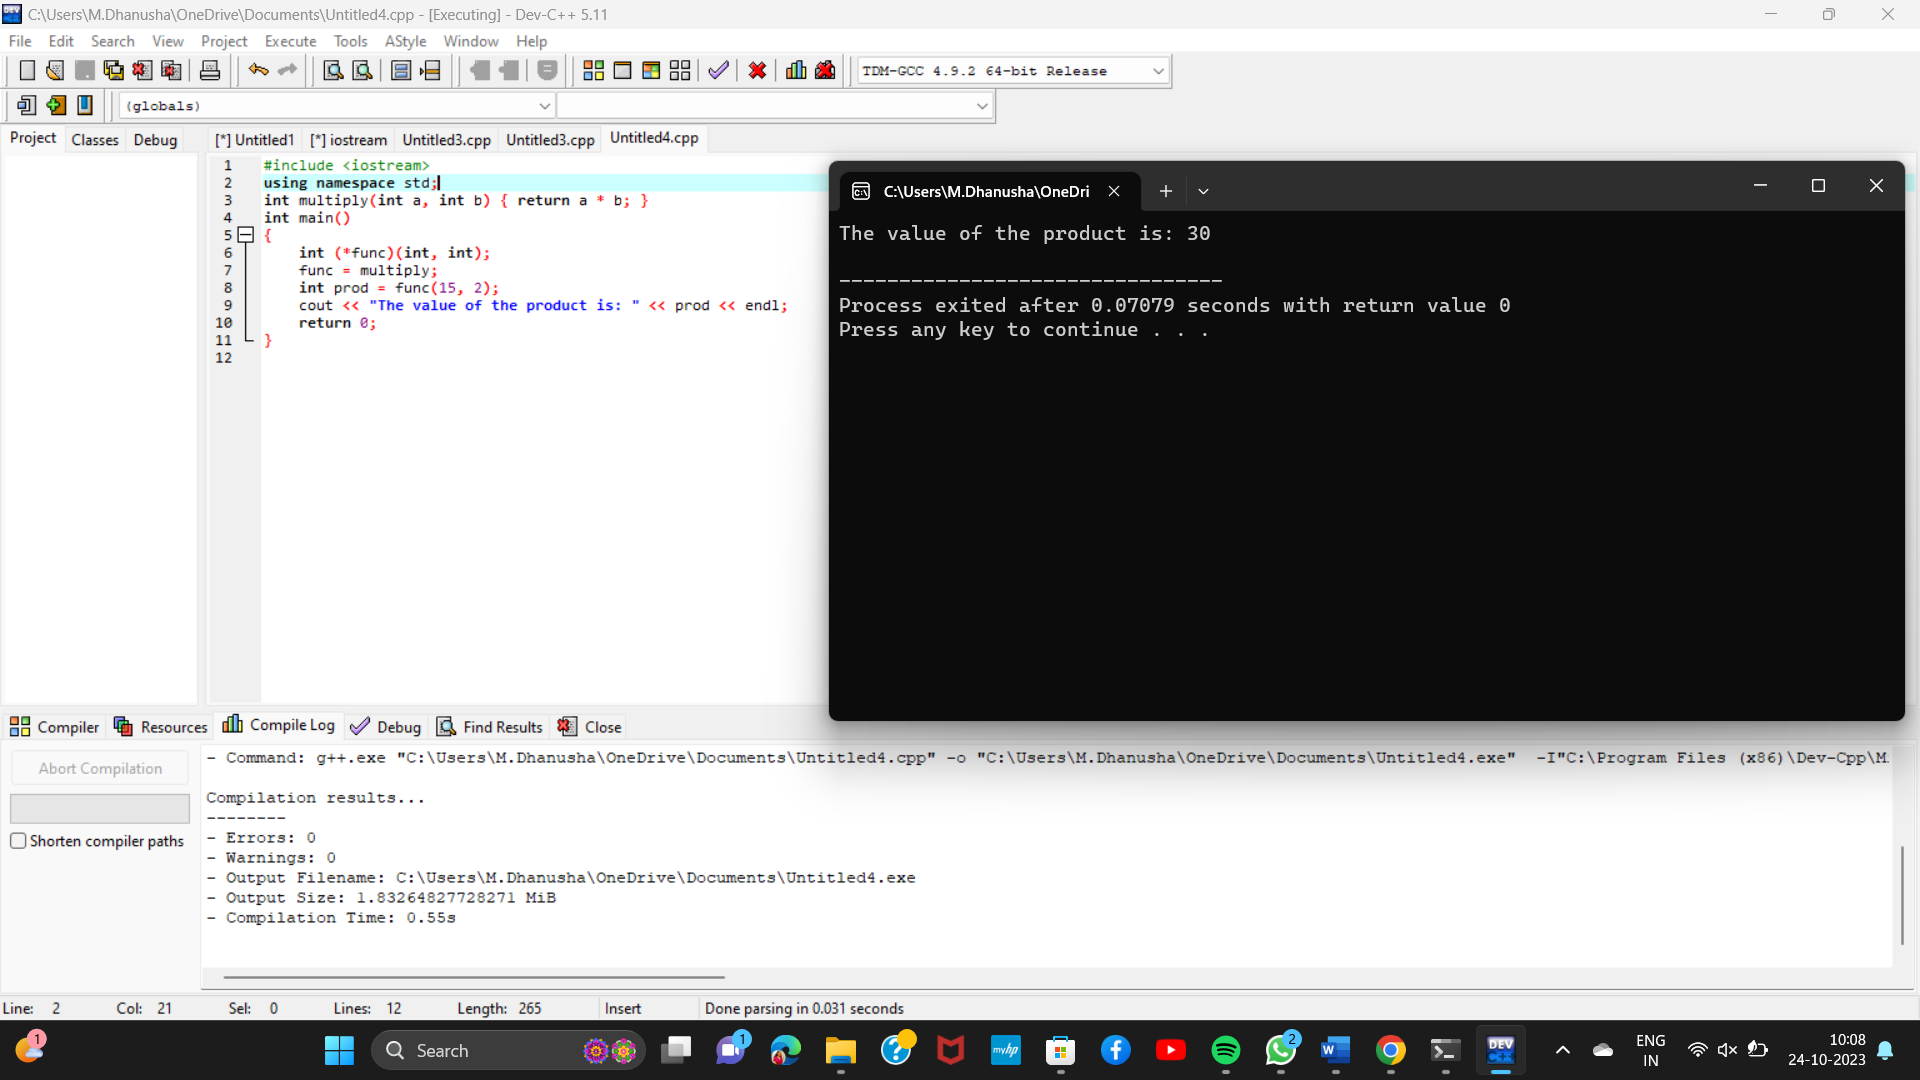 C:\Users\M.Dhanusha\OneDrive\Documents\Untitled4.cpp - [Executing] - Dev-C++ 5.11
File Edit Search View Project Execute Tools AStyle Window Help
TDM-GCC 4.9.2 64-bit Release
(globals)
Project Classes Debug [*] Untitled1 [*] iostream Untitled3.cpp Untitled3.cpp Untitled4.cpp
1 #include <iostream>
2 using namespace std;
3 int multiply(int a, int b) { return a * b; }
4 int main()
5 {
6 int (*func)(int, int);
7 func = multiply;
8 int prod = func(15, 2);
9 cout << "The value of the product is: " << prod << endl;
10 return 0;
11 }
12
C:\Users\M.Dhanusha\OneDri
The value of the product is: 30
--------------------------------
Process exited after 0.07079 seconds with return value 0
Press any key to continue . . .
Compiler Resources Compile Log Debug Find Results Close
Abort Compilation
Shorten compiler paths
- Command: g++.exe "C:\Users\M.Dhanusha\OneDrive\Documents\Untitled4.cpp" -o "C:\Users\M.Dhanusha\OneDrive\Documents\Untitled4.exe" -I"C:\Program Files (x86)\Dev-Cpp\M
Compilation results...
--------
- Errors: 0
- Warnings: 0
- Output Filename: C:\Users\M.Dhanusha\OneDrive\Documents\Untitled4.exe
- Output Size: 1.83264827728271 MiB
- Compilation Time: 0.55s
Line: 2 Col: 21 Sel: 0 Lines: 12 Length: 265 Insert Done parsing in 0.031 seconds
1 Search 1 myhp 2 W DEV C++ ENG IN 10:08 24-10-2023